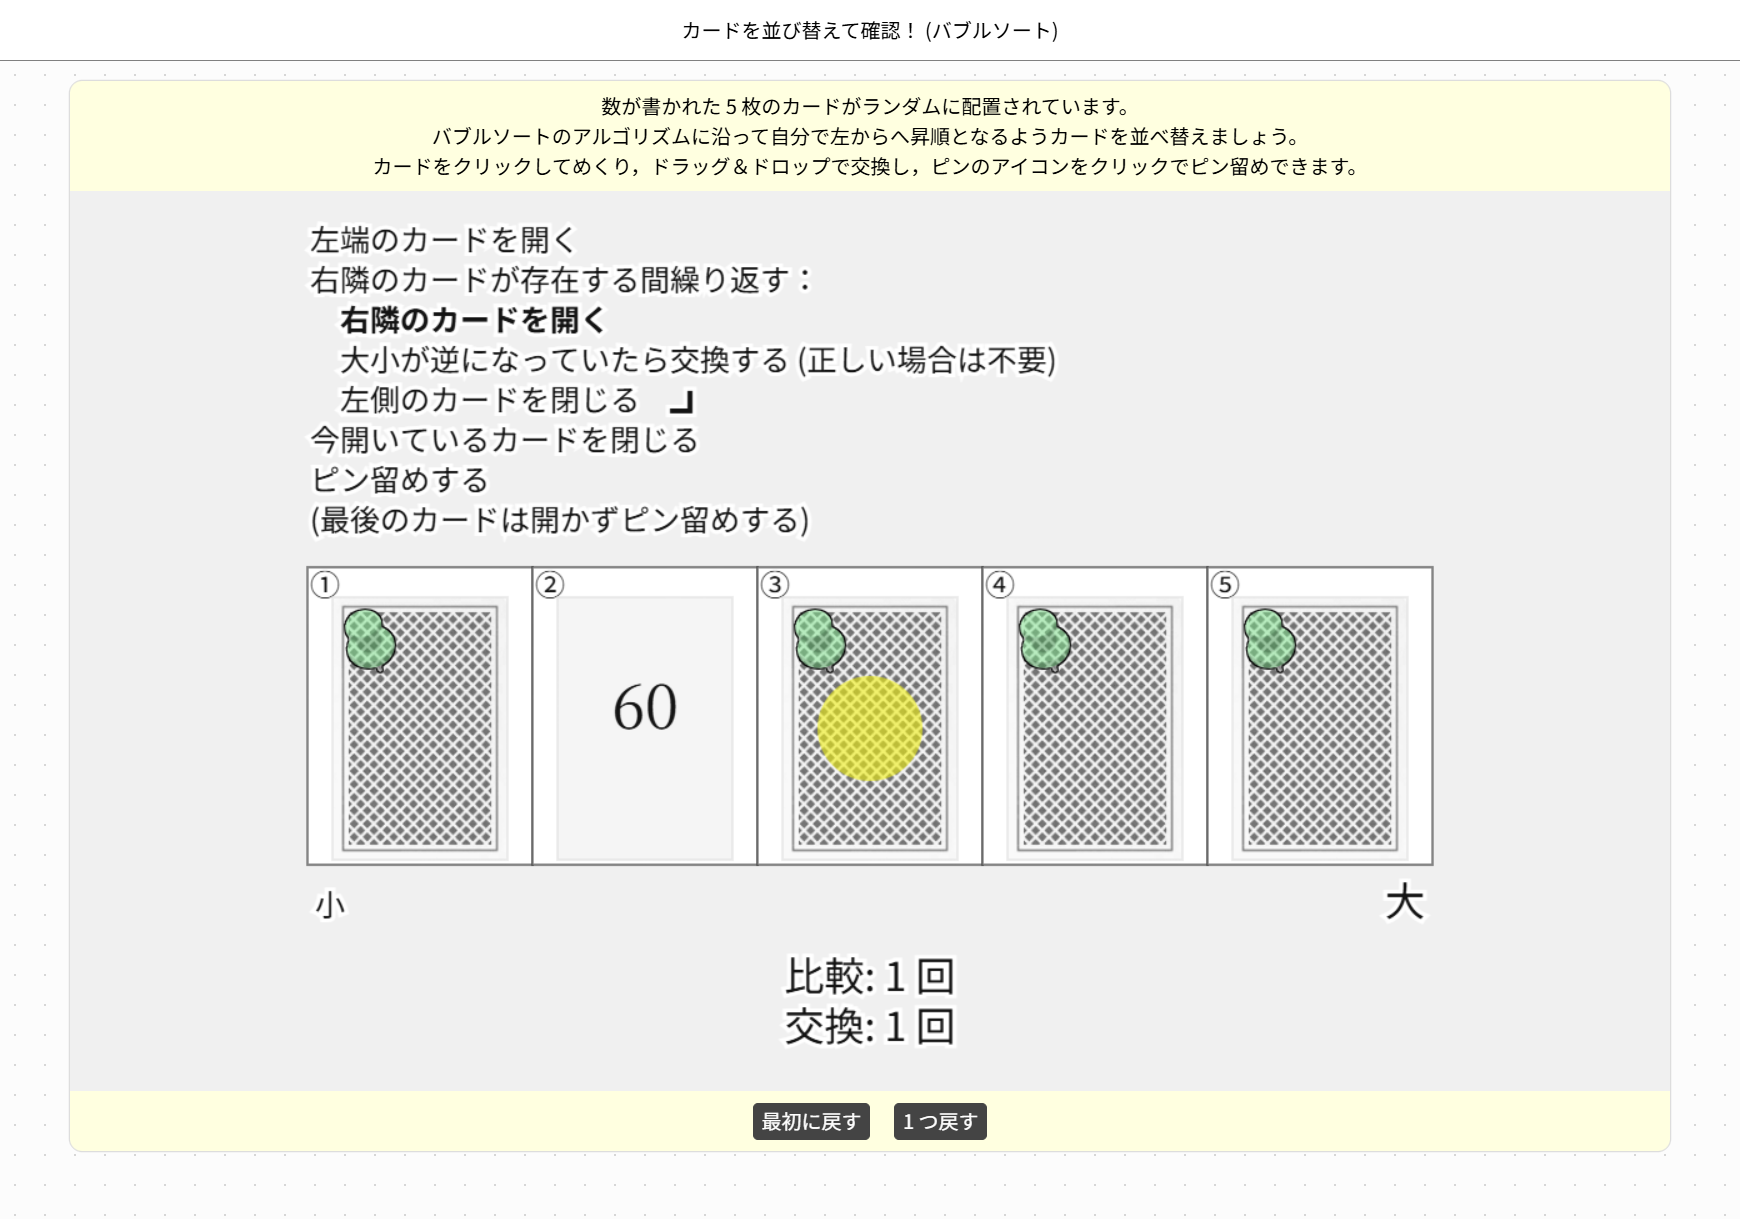 カードを並び替えて確認！ (バブルソート)
数が書かれた 5 枚のカードがランダムに配置されています。
バブルソートのアルゴリズムに沿って自分で左からへ昇順となるようカードを並べ替えましょう。
カードをクリックしてめくり，ドラッグ＆ドロップで交換し，ピンのアイコンをクリックでピン留めできます。
左端のカードを開く
右隣のカードが存在する間繰り返す：
右隣のカードを開く
大小が逆になっていたら交換する (正しい場合は不要)
左側のカードを閉じる ┛
今開いているカードを閉じる
ピン留めする
(最後のカードは開かずピン留めする)
① ② ③ ④ ⑤
60
小 大
比較: 1 回
交換: 1 回
最初に戻す 1 つ戻す